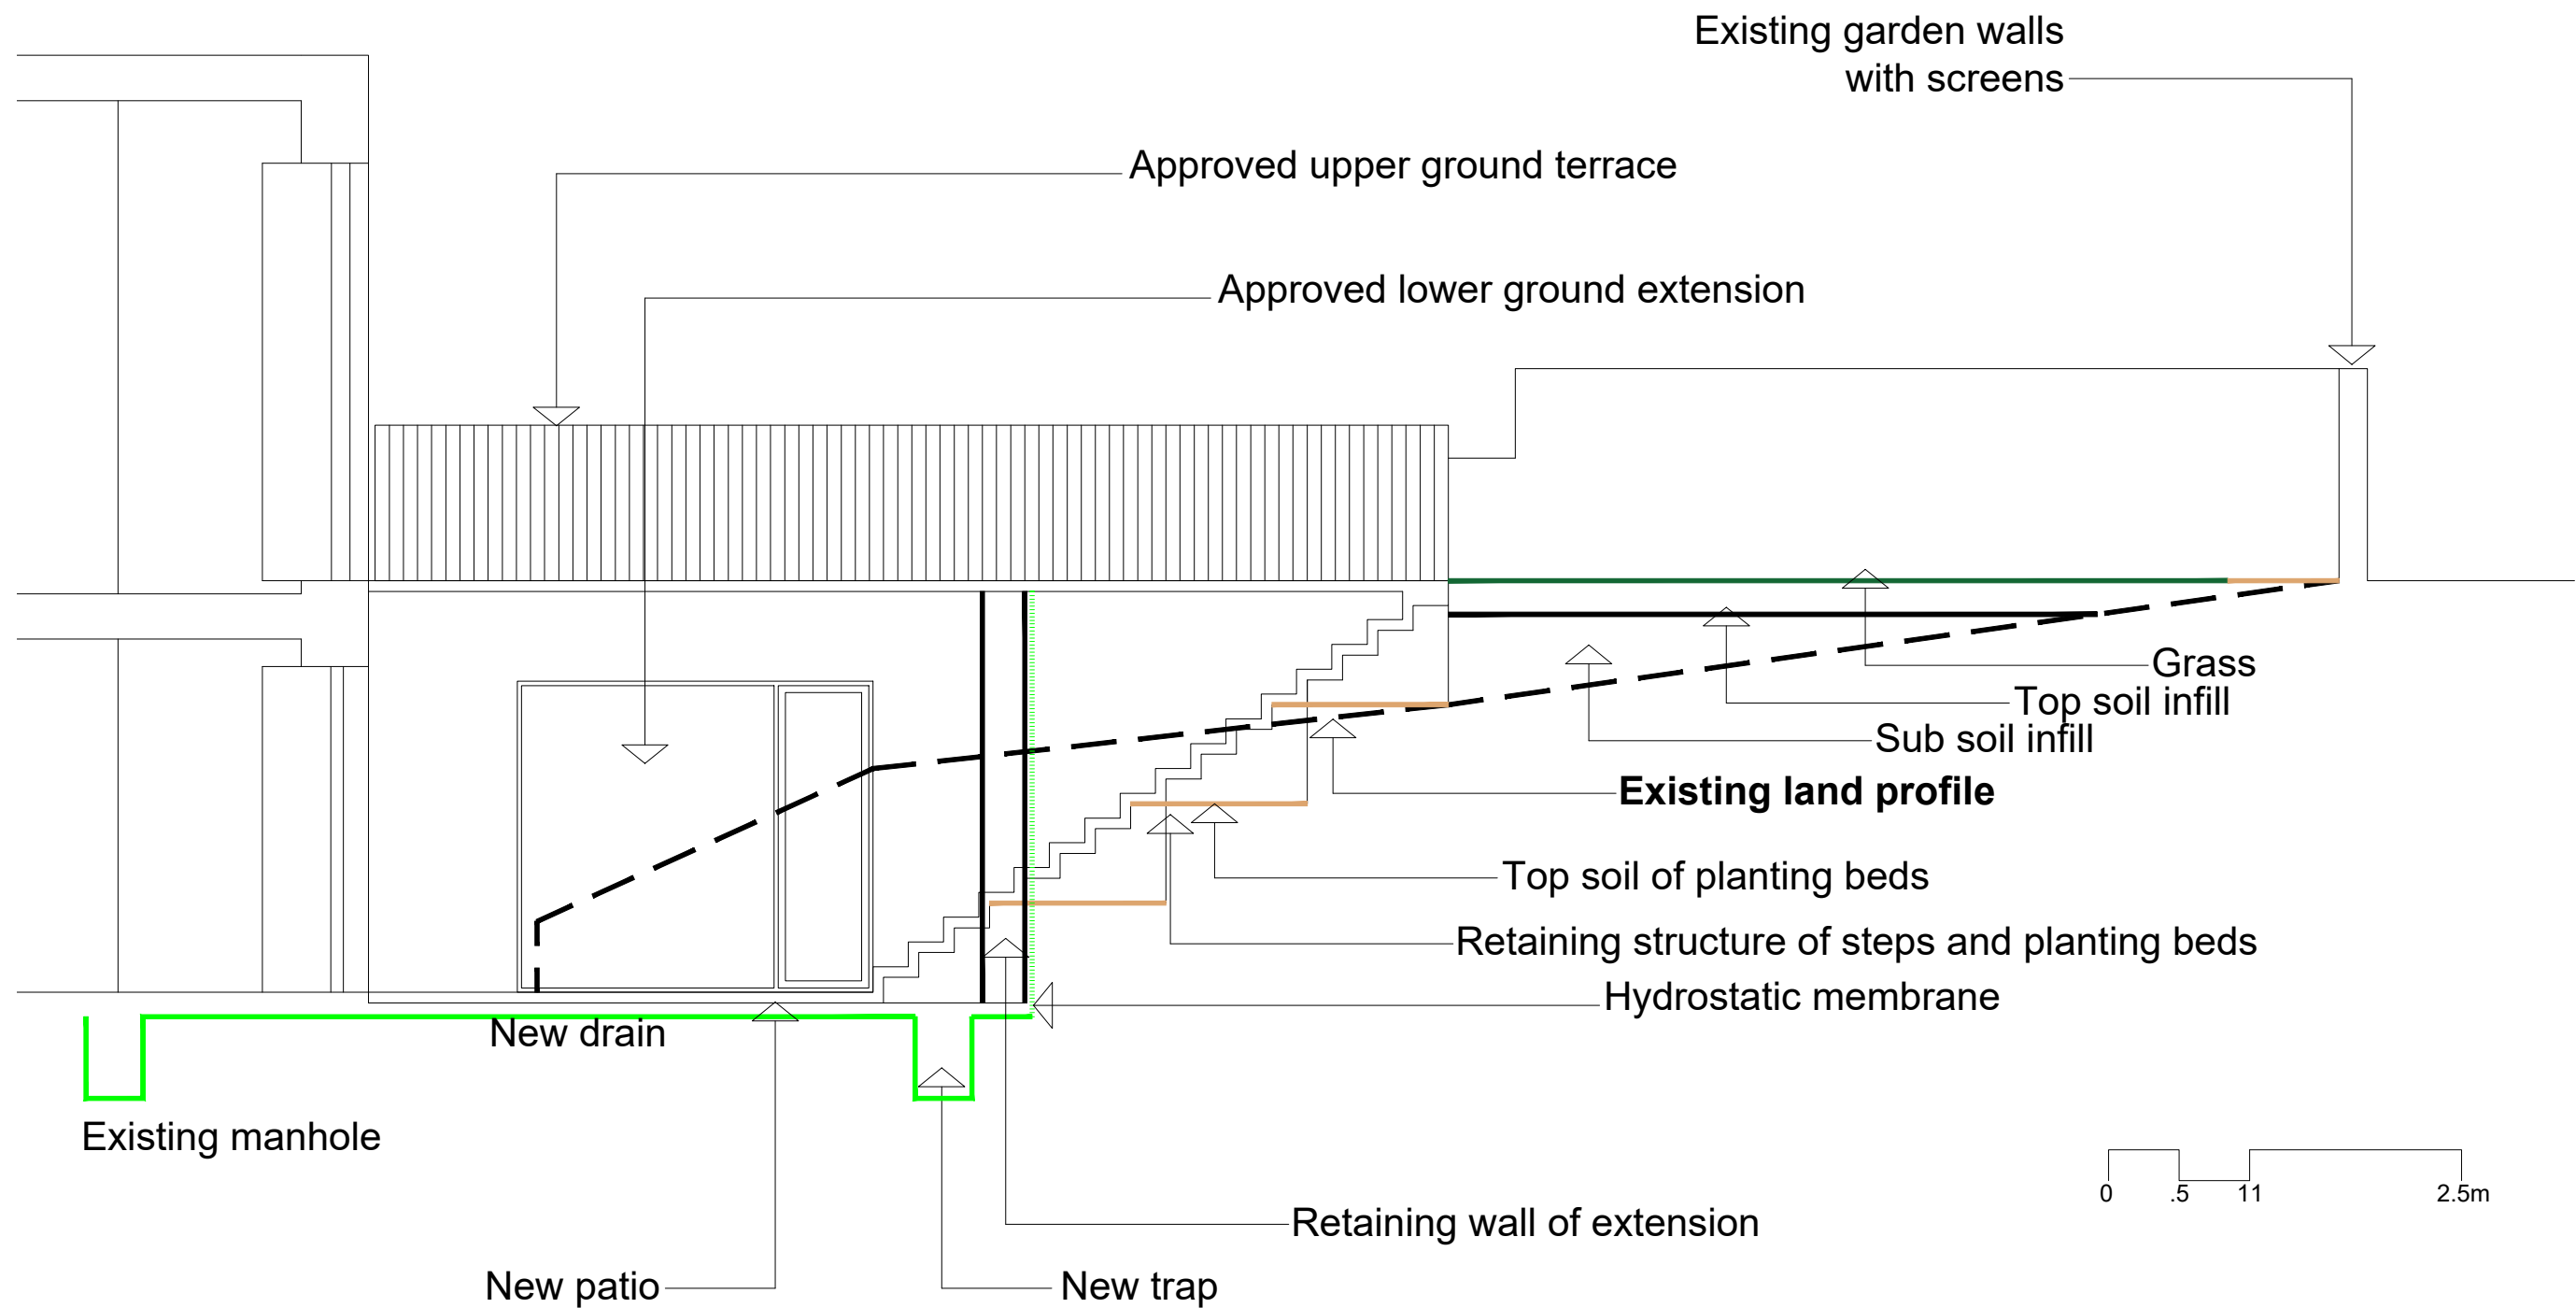 Existing garden walls
with screens
Approved upper ground terrace
Approved lower ground extension
Grass
Top soil infill
Sub soil infill
Existing land profile
Top soil of planting beds
Retaining structure of steps and planting beds
Hydrostatic membrane
New drain
Existing manhole
0 .5 11 2.5m
Retaining wall of extension
New patio
New trap